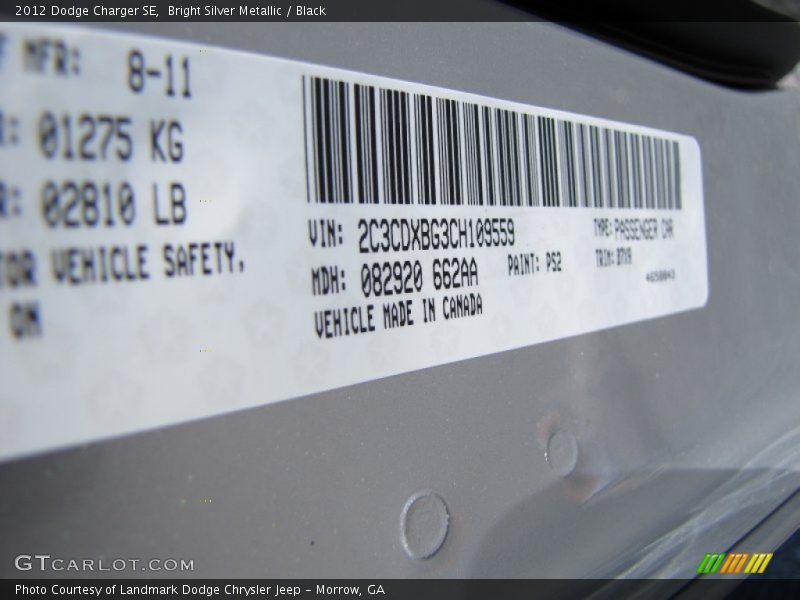 2012 Dodge Charger SE, Bright Silver Metallic / Black
MFR: 8-11
01275 KG
02810 LB
VEHICLE SAFETY.
ON
VIN: 2C3CDXBG3CH109559
TYPE: PASSENGER CAR
MDH: 082920 662AA
PAINT: PS2
TRIM:
VEHICLE MADE IN CANADA
GTCARLOT.COM
Photo Courtesy of Landmark Dodge Chrysler Jeep - Morrow, GA